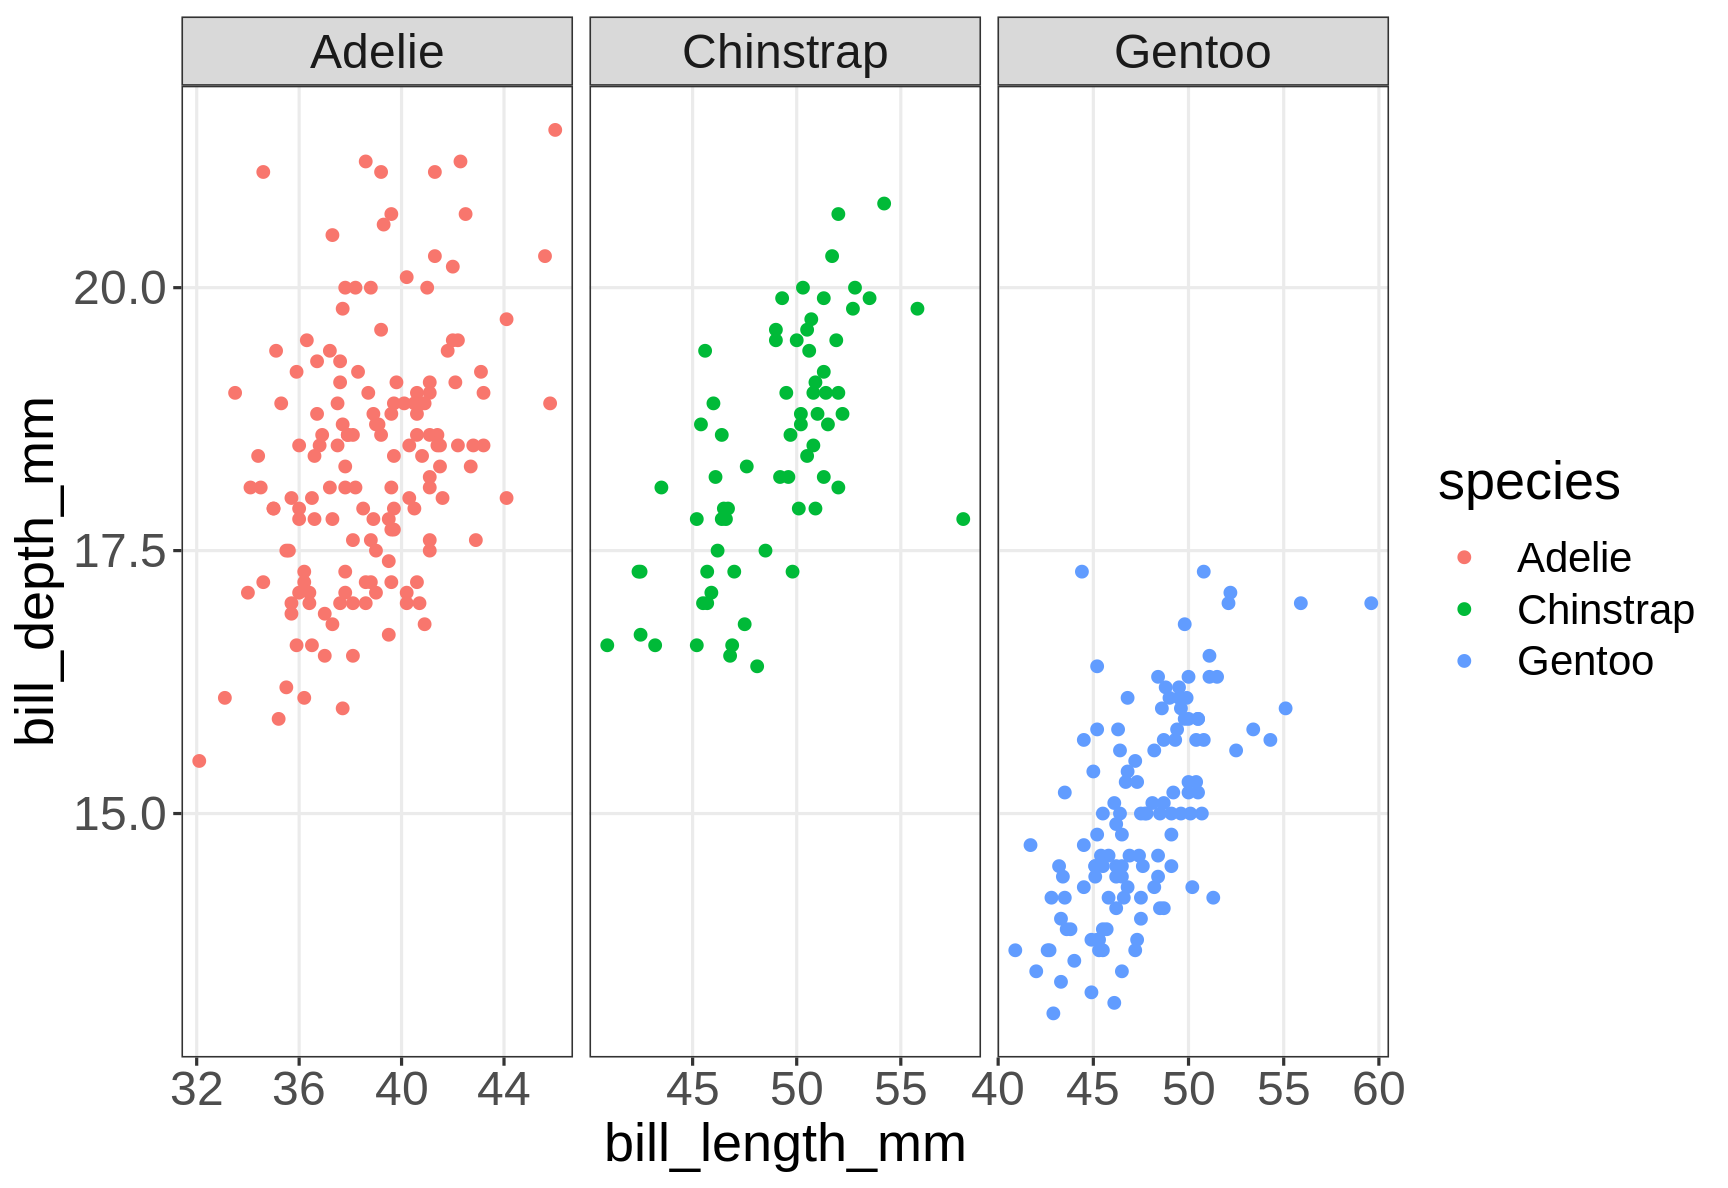 Adelie Chinstrap Gentoo
20.0
17.5
15.0
bill_depth_mm
32 36 40 44 45 50 55 40 45 50 55 60
bill_length_mm
species
Adelie
Chinstrap
Gentoo